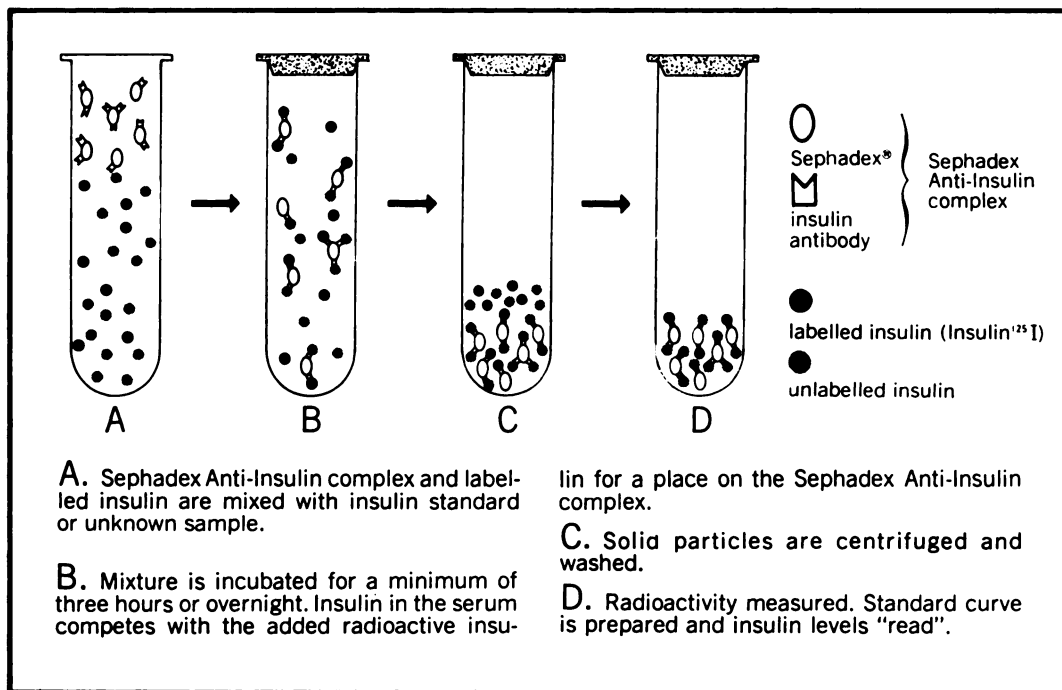 Sephadex®
insulin
antibody
Sephadex
Anti-Insulin
complex
labelled insulin (Insulin¹²⁵I)
unlabelled insulin
A B C D
A. Sephadex Anti-Insulin complex and label-
led insulin are mixed with insulin standard
or unknown sample.
B. Mixture is incubated for a minimum of
three hours or overnight. Insulin in the serum
competes with the added radioactive insu-
lin for a place on the Sephadex Anti-Insulin
complex.
C. Solid particles are centrifuged and
washed.
D. Radioactivity measured. Standard curve
is prepared and insulin levels “read”.